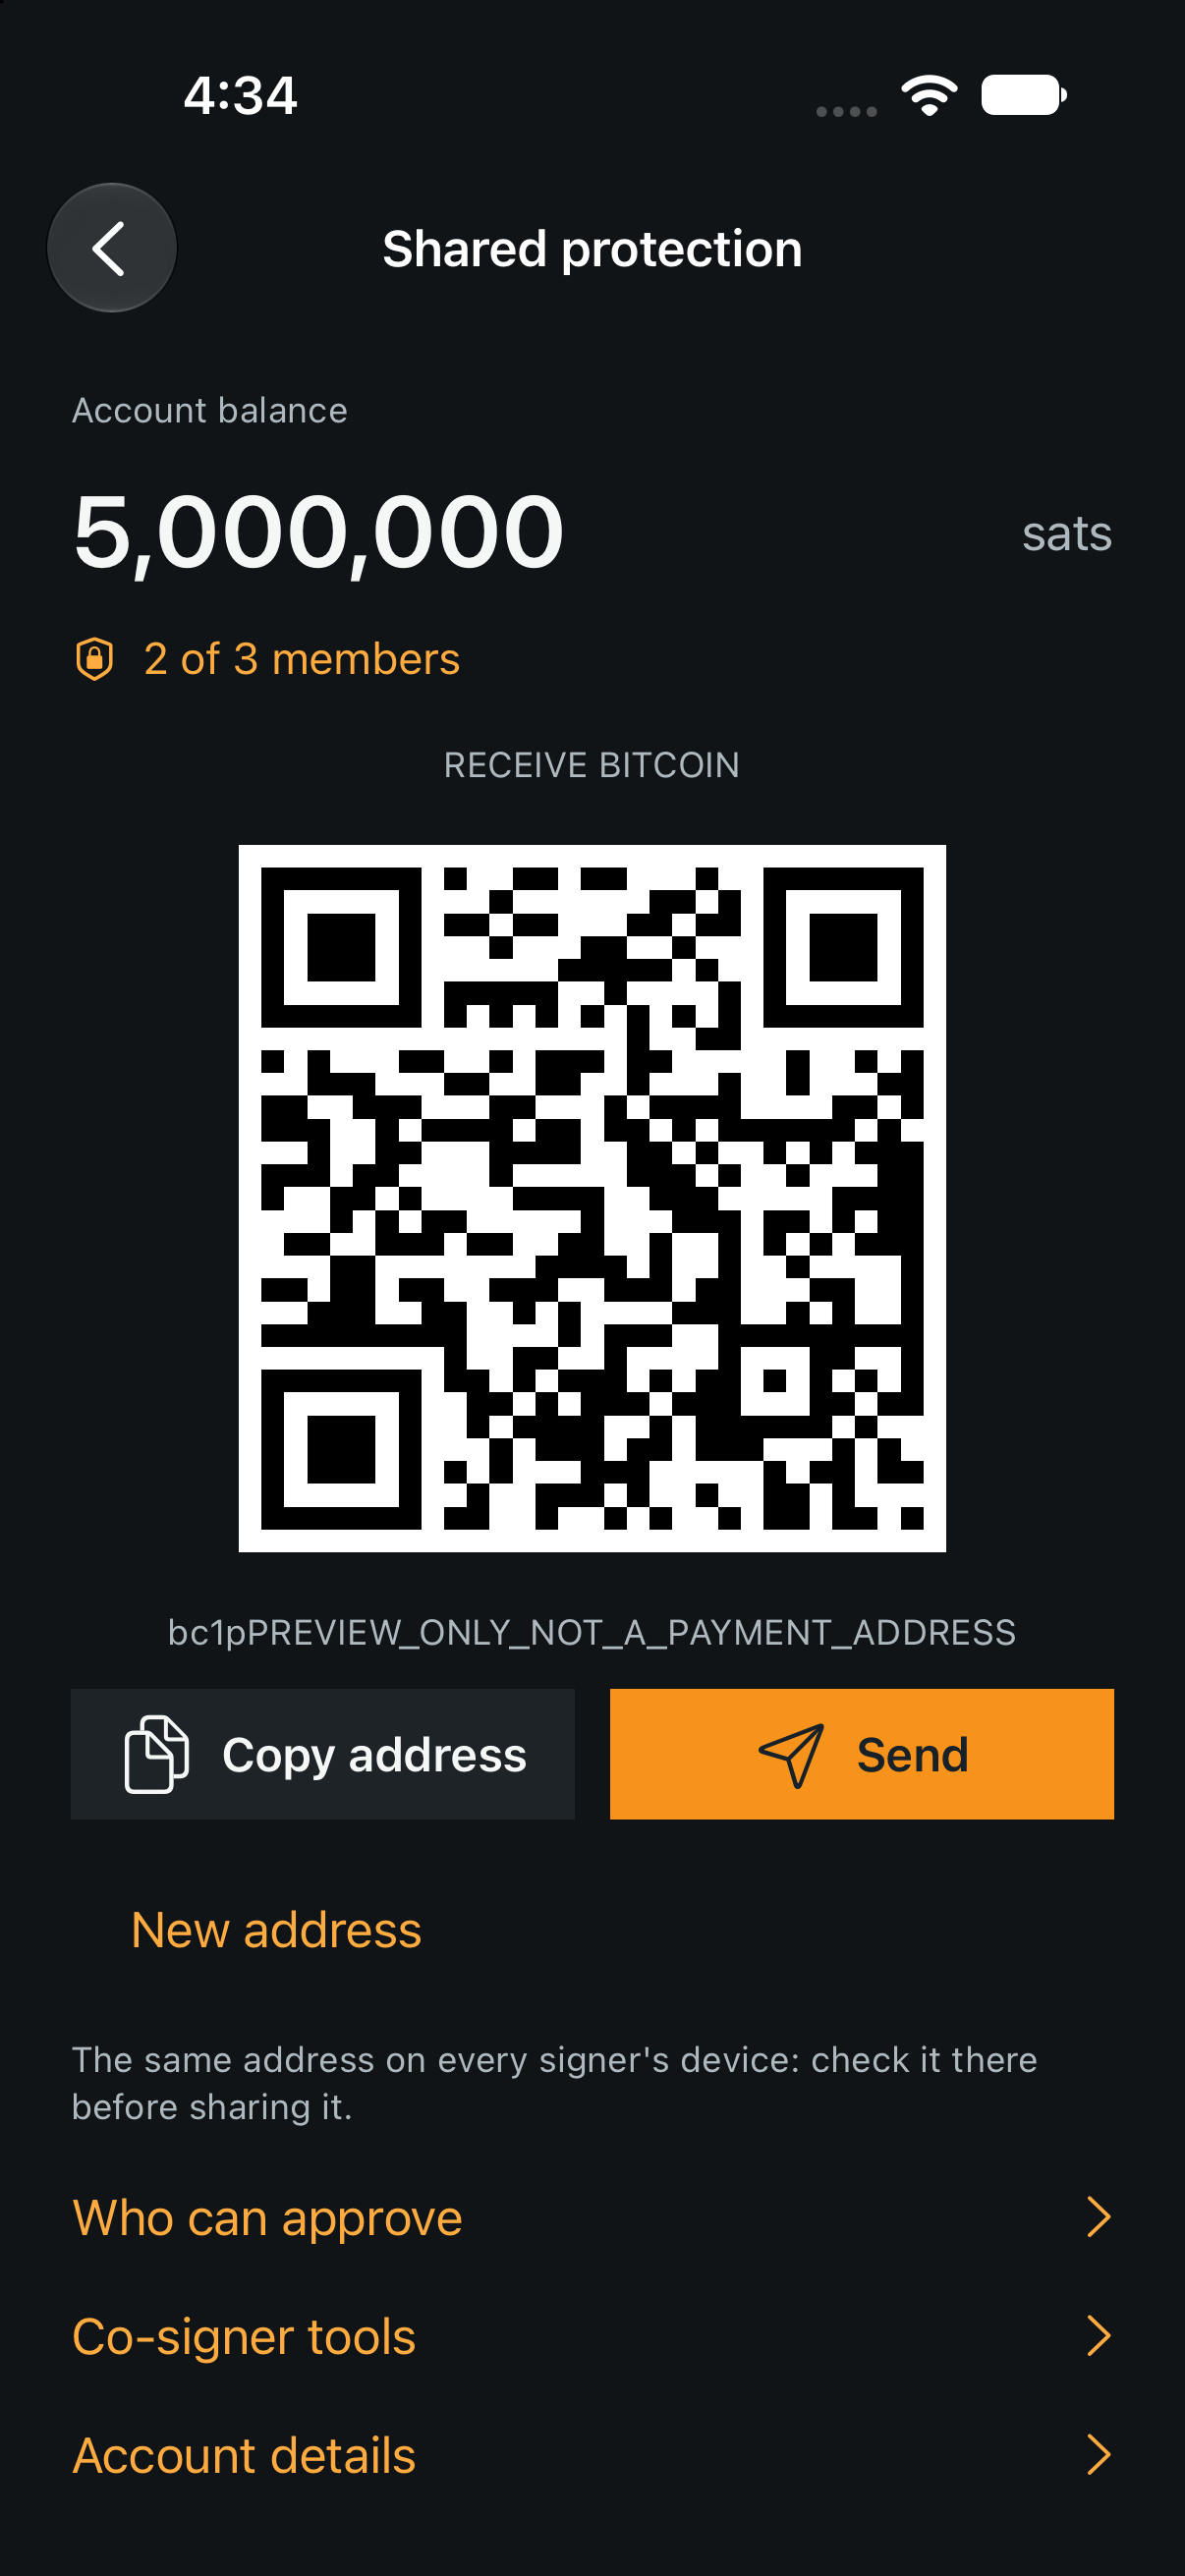 4:34
Shared protection
Account balance
5,000,000 sats
2 of 3 members
RECEIVE BITCOIN
bc1pPREVIEW_ONLY_NOT_A_PAYMENT_ADDRESS
Copy address
Send
New address
The same address on every signer's device: check it there
before sharing it.
Who can approve
Co-signer tools
Account details